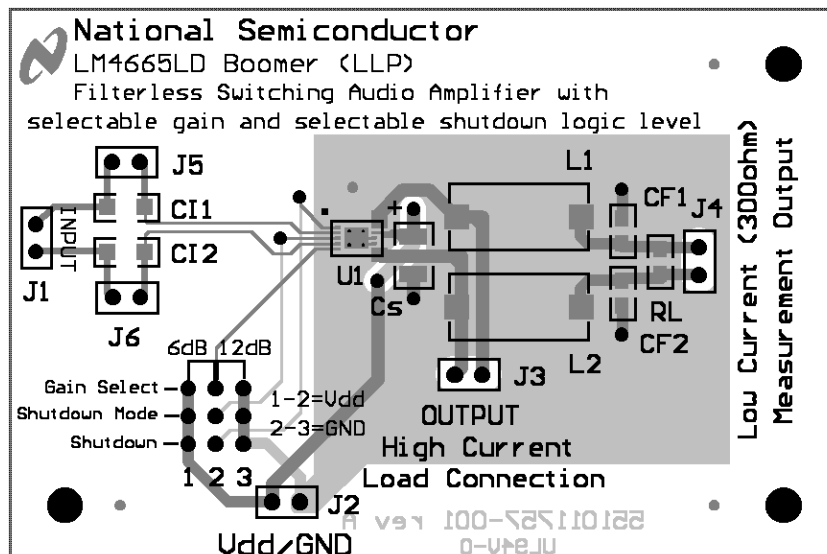 National Semiconductor
LM4665LD Boomer (LLP)
Filterless Switching Audio Amplifier with
selectable gain and selectable shutdown logic level
J5
CI1
INPUT
CI2
J1
J6
U1
+
Cs
L1
CF1
J4
RL
CF2
L2
Low Current (300ohm)
Measurement Output
6dB 12dB
Gain Select
Shutdown Mode
Shutdown
1-2=Vdd
2-3=GND
1 2 3
J3
OUTPUT
High Current
Load Connection
J2
Vdd/GND
551011757-001 rev A
UL94V-0